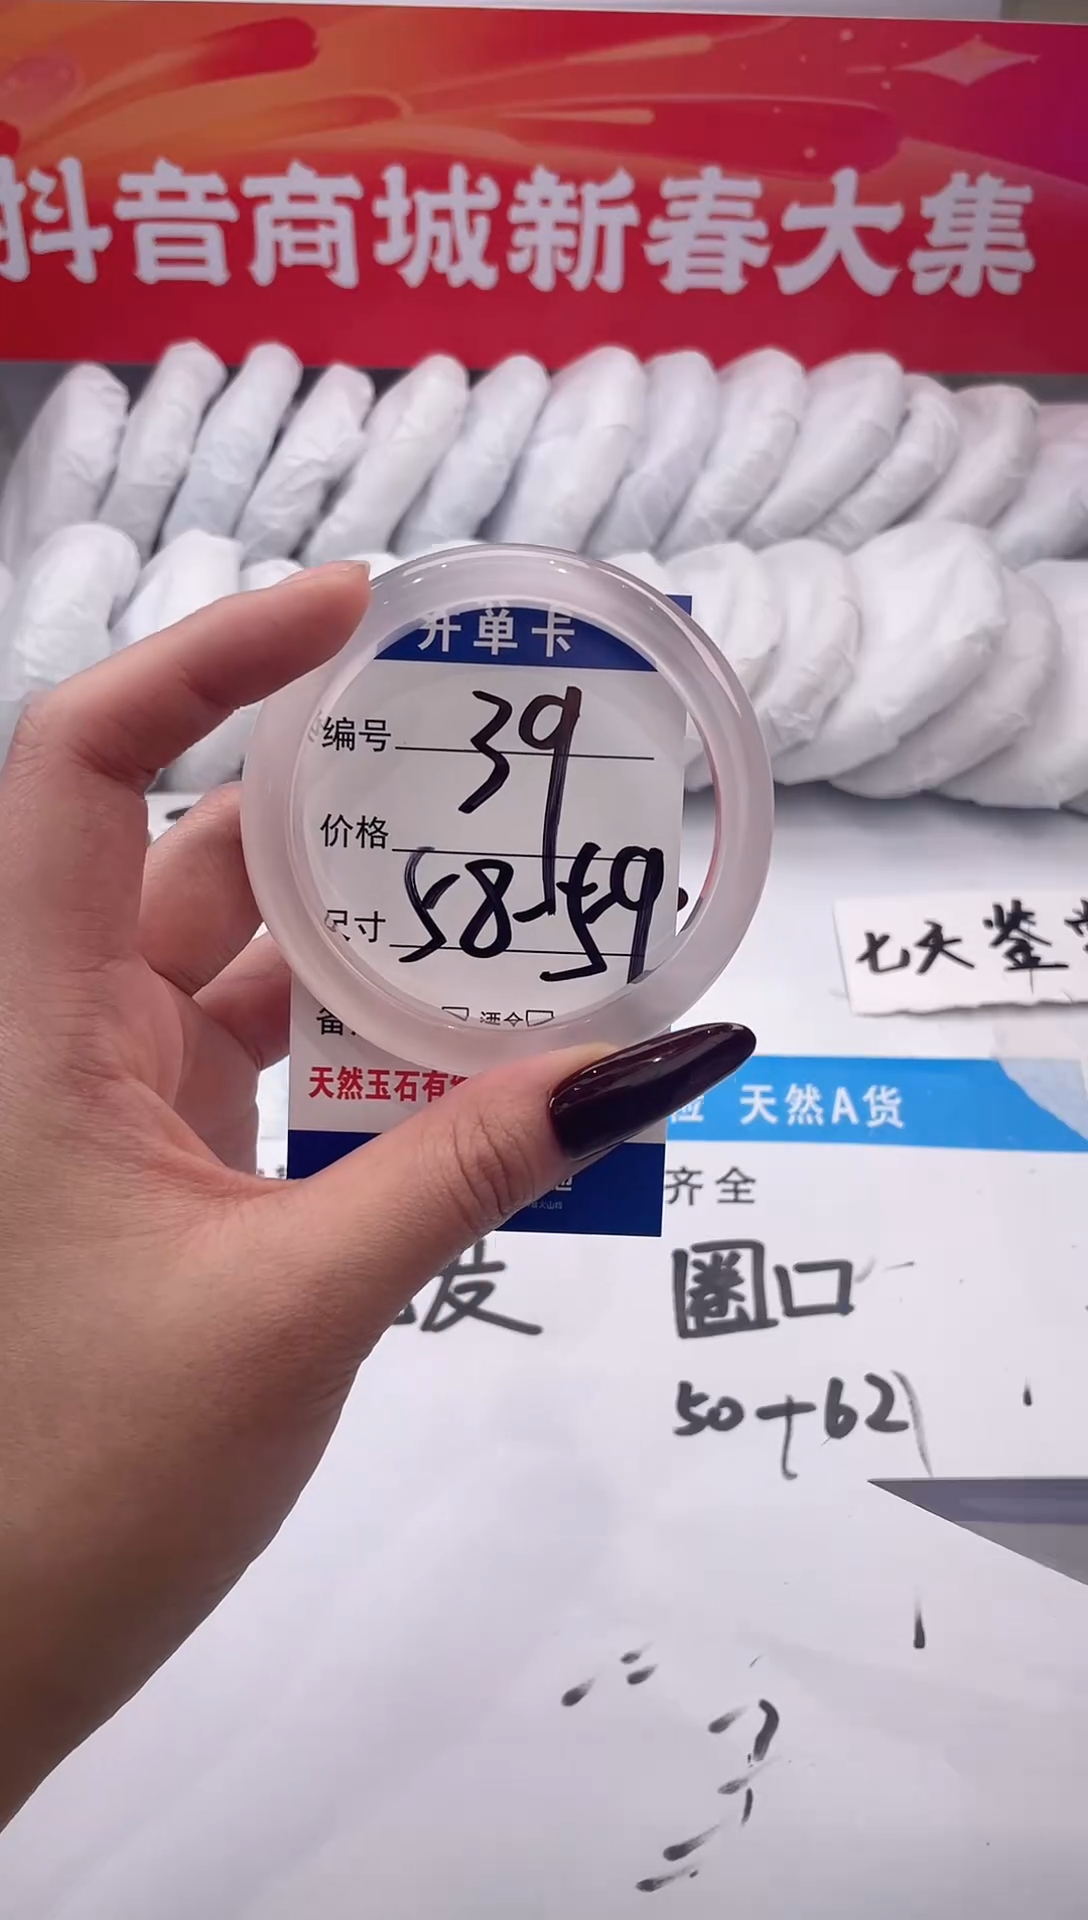 抖音商城新春大集
开单卡
编号 39
价格
尺寸 58-59.
天然玉石有
七天鉴
天然A货
齐全
圈口
50+62